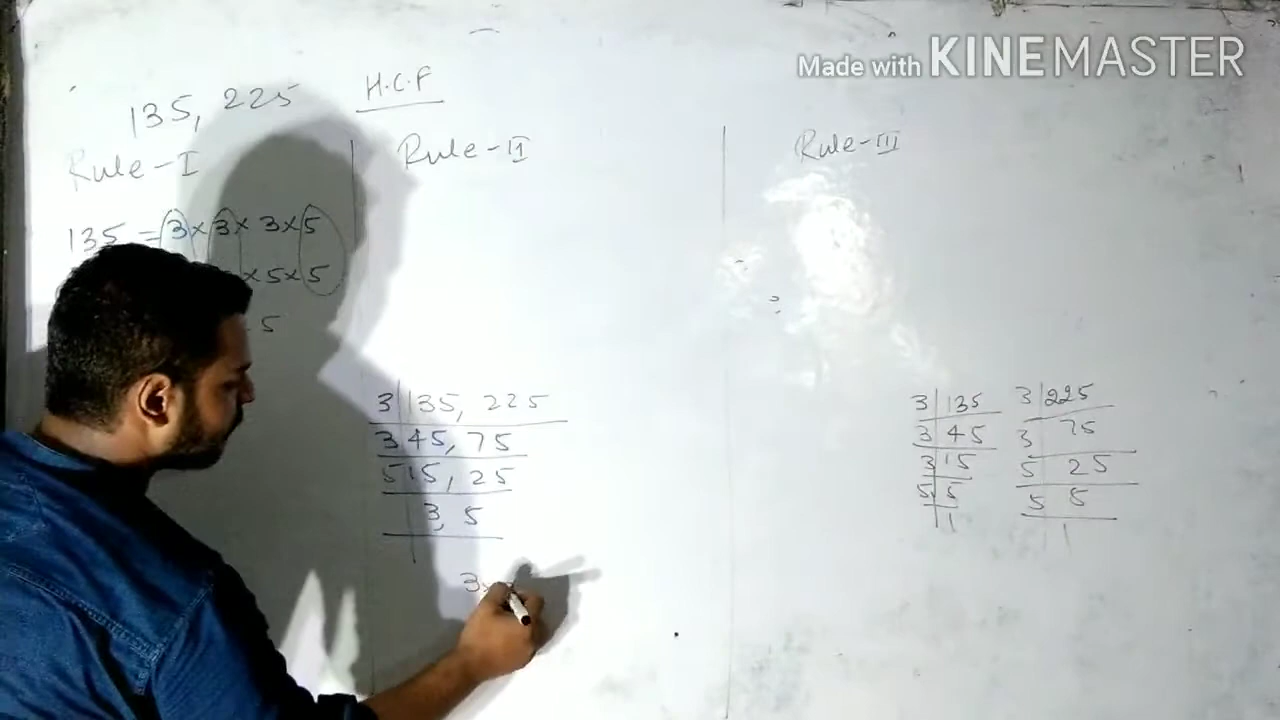 Made with KINEMASTER
135, 225 H.C.F
Rule-I
135 = 3 × 3 × 3 × 5
× 5 × 5
5
Rule-II
3 135, 225
3 45, 75
5 15, 25
3, 5
3 ×
Rule-III
3 135
3 45
3 15
5 5
1
3 225
3 75
5 25
5 5
1